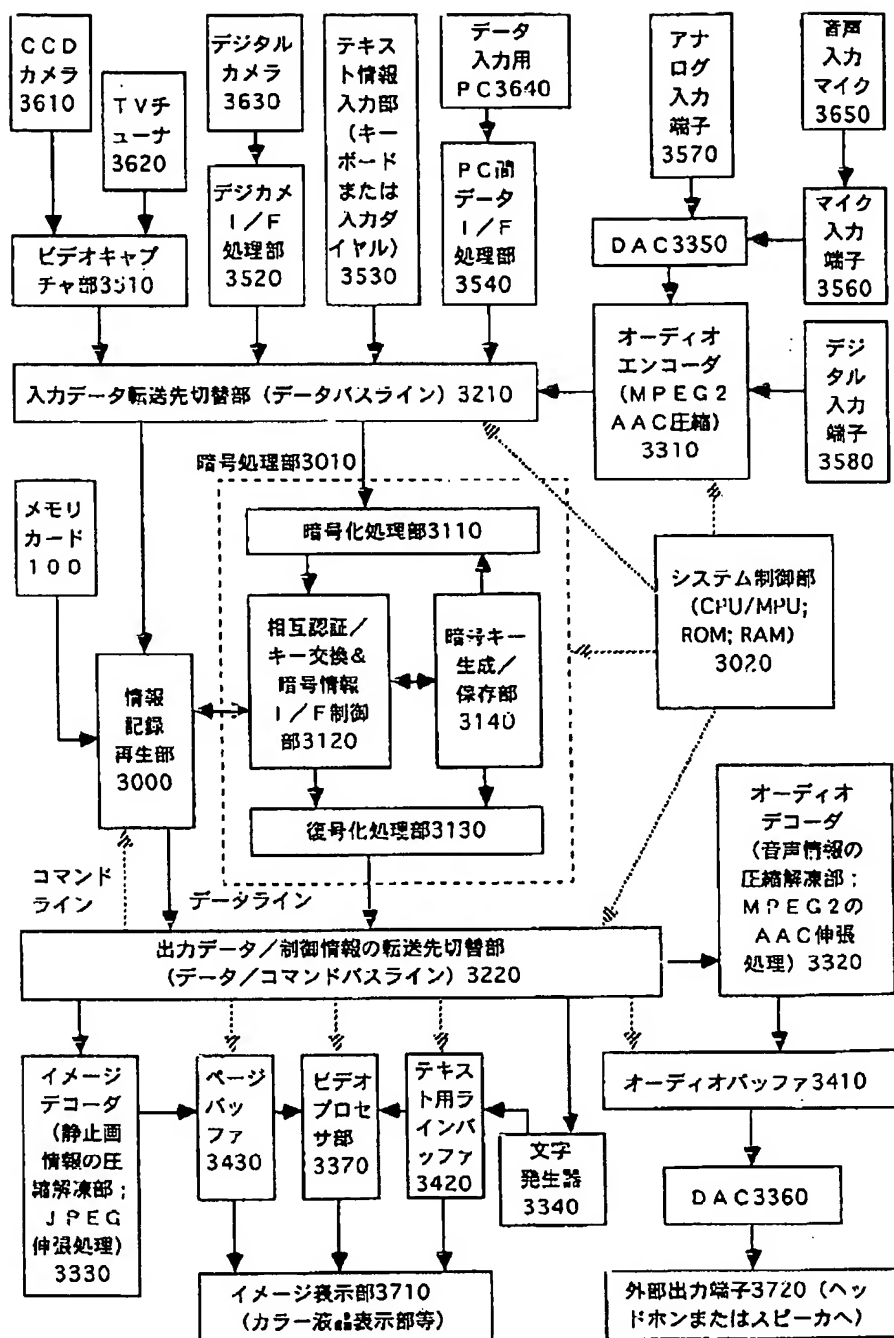 CCD
カメラ
3610
TVチ
ューナ
3620
デジタル
カメラ
3630
テキス
ト情報
入力部
(キー
ボード
または
入力ダ
イヤル)
3530
データ
入力用
PC3640
アナ
ログ
入力
端子
3570
音声
入力
マイク
3650
デジカメ
I/F
処理部
3520
PC間
データ
I/F
処理部
3540
マイク
入力
端子
3560
ビデオキャプ
チャ部3510
DAC3350
オーディオ
エンコーダ
(MPEG2
AAC圧縮)
3310
デジ
タル
入力
端子
3580
入力データ転送先切替部(データバスライン)3210
暗号処理部3010
メモリ
カード
100
暗号化処理部3110
システム制御部
(CPU/MPU;
ROM; RAM)
3020
相互認証/
キー交換&
暗号情報
I/F制御
部3120
暗号キー
生成/
保存部
3140
情報
記録
再生部
3000
復号化処理部3130
オーディオ
デコーダ
(音声情報の
圧縮解凍部;
MPEG2の
AAC伸張
処理)3320
コマンド
ライン
データライン
出力データ/制御情報の転送先切替部
(データ/コマンドバスライン)3220
イメージ
デコーダ
(静止画
情報の圧
縮解凍部;
JPEG
伸張処理)
3330
ページ
バッ
ファ
3430
ビデオ
プロセ
サ部
3370
テキス
ト用ラ
インバ
ッファ
3420
文字
発生器
3340
オーディオバッファ3410
DAC3360
イメージ表示部3710
(カラー液晶表示部等)
外部出力端子3720(ヘッ
ドホンまたはスピーカへ)